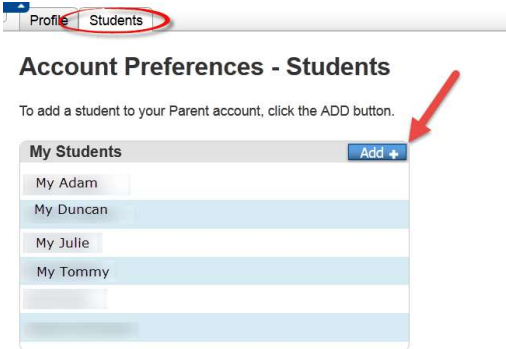 Profile Students
Account Preferences - Students
To add a student to your Parent account, click the ADD button.
My Students Add +
My Adam
My Duncan
My Julie
My Tommy